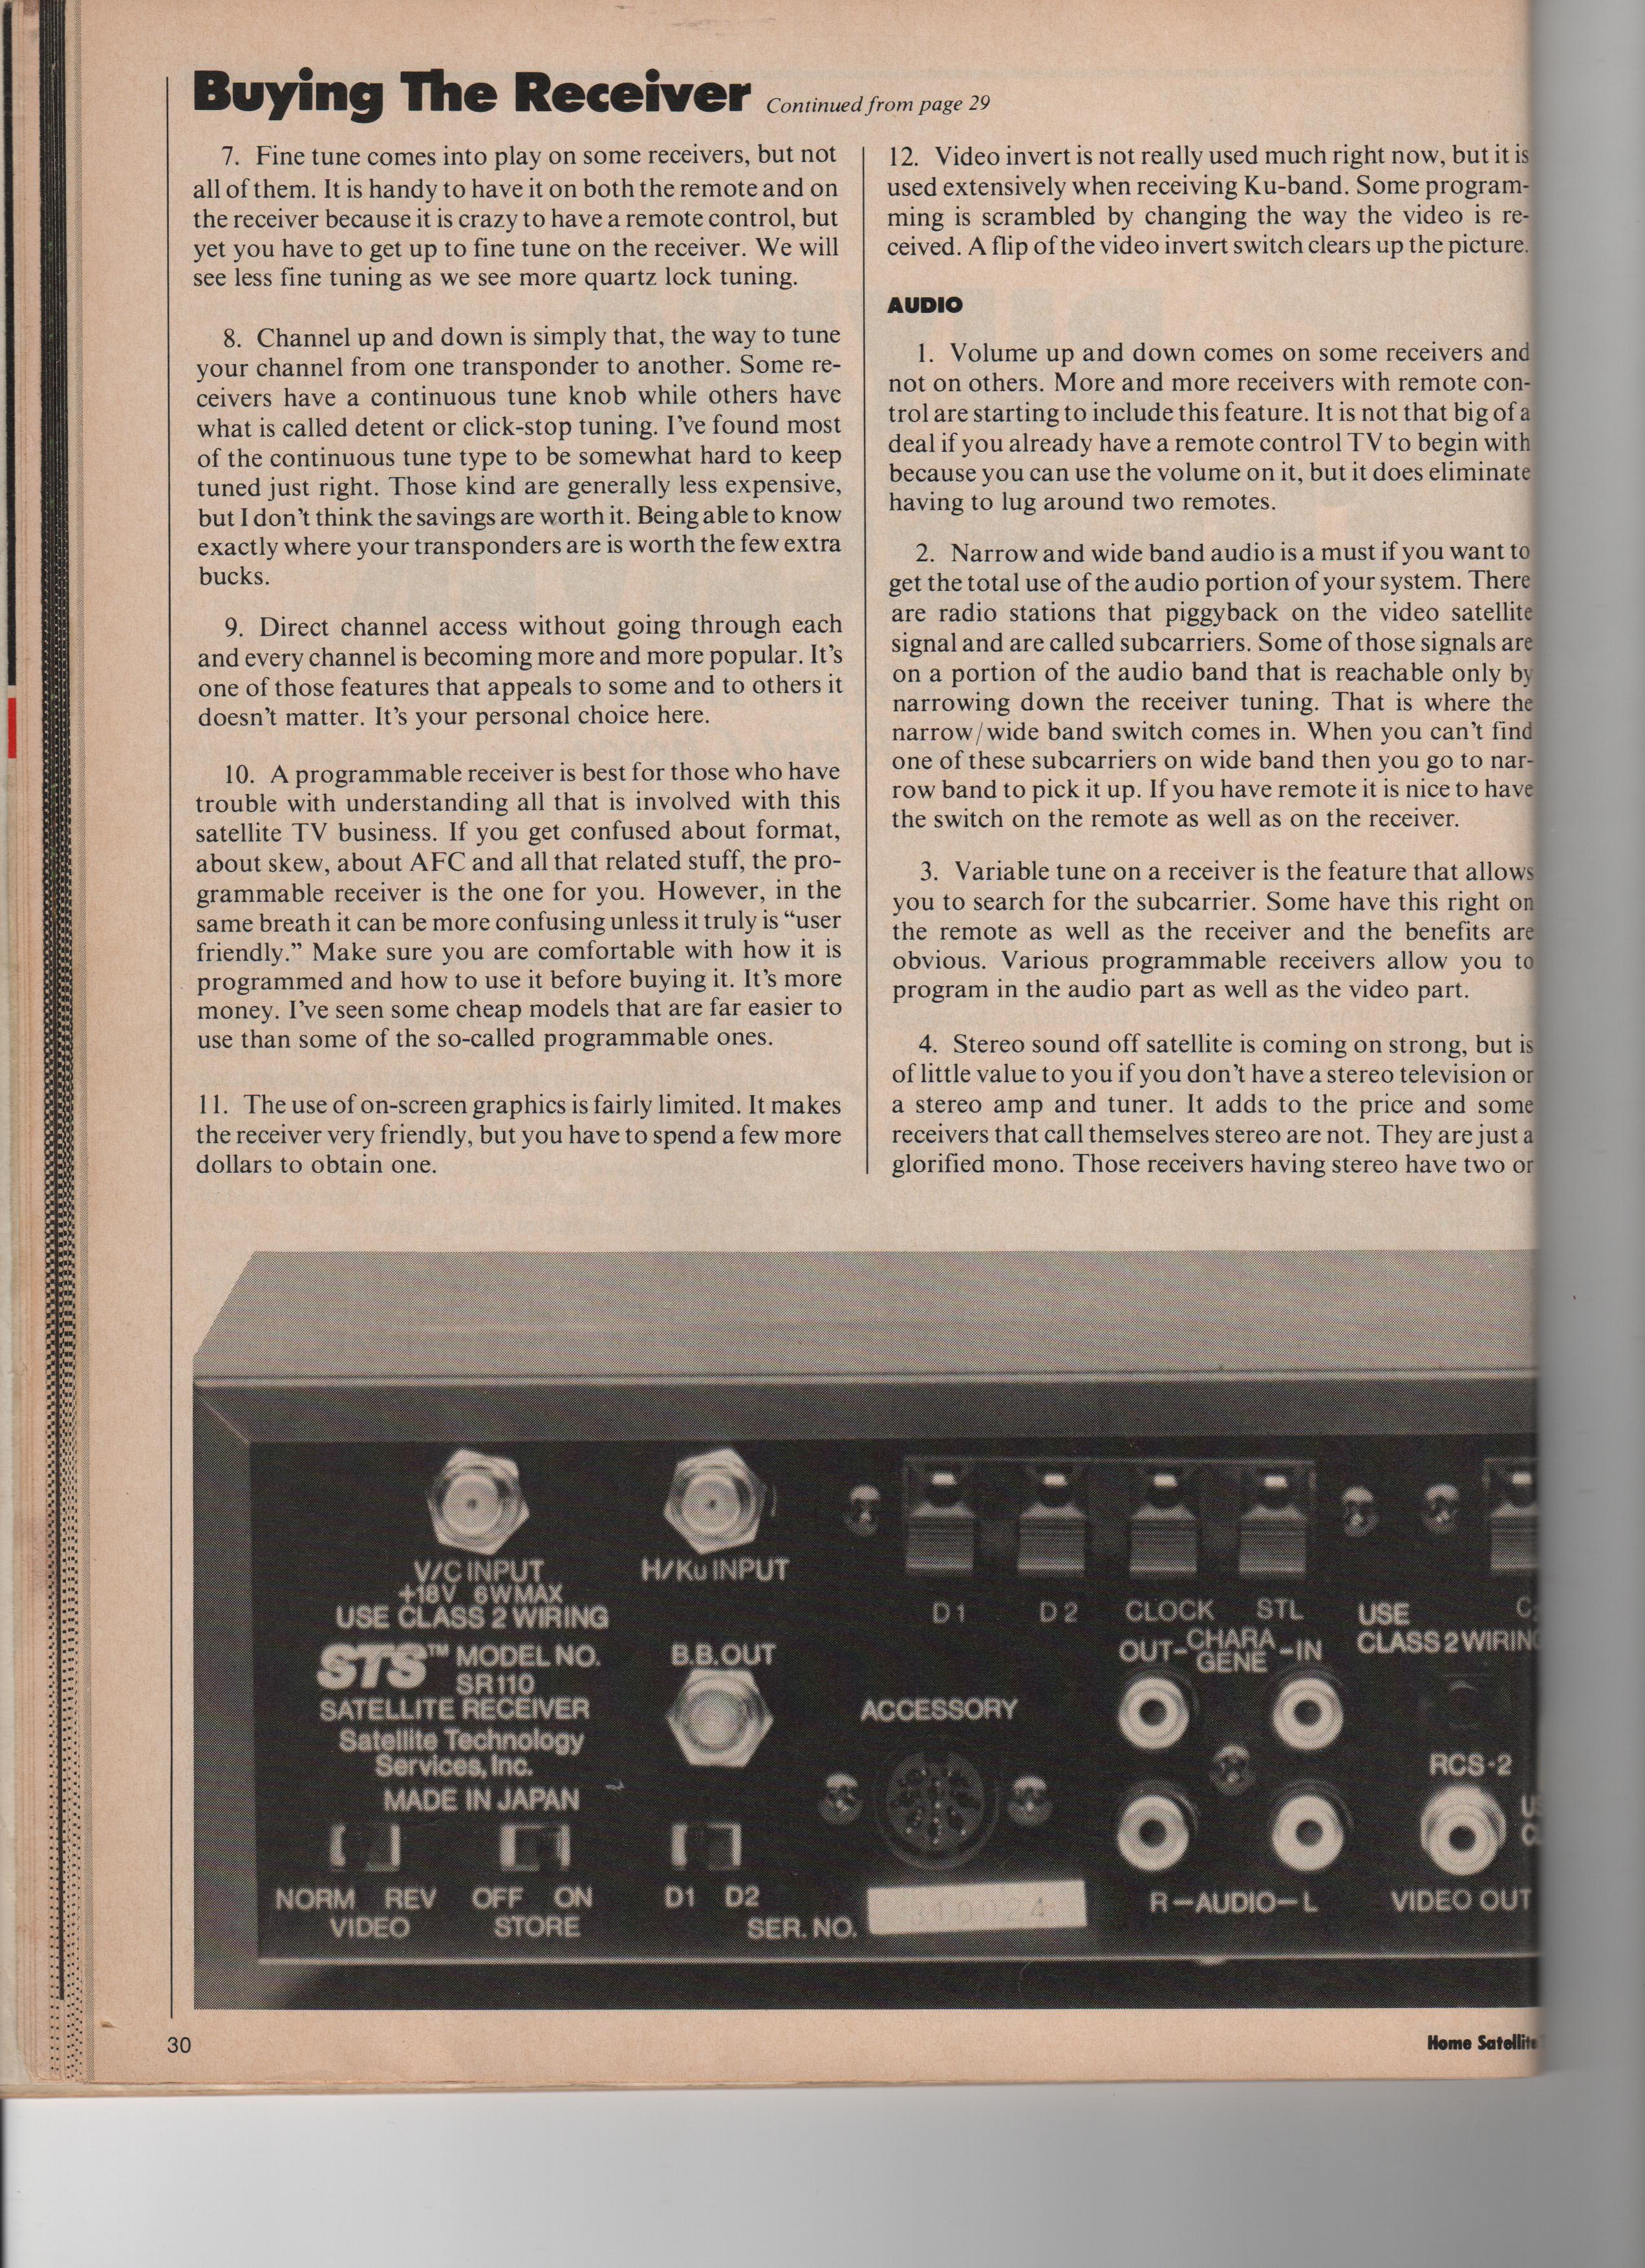 Buying The Receiver Continued from page 29
7. Fine tune comes into play on some receivers, but not
all of them. It is handy to have it on both the remote and on
the receiver because it is crazy to have a remote control, but
yet you have to get up to fine tune on the receiver. We will
see less fine tuning as we see more quartz lock tuning.
8. Channel up and down is simply that, the way to tune
your channel from one transponder to another. Some re-
ceivers have a continuous tune knob while others have
what is called detent or click-stop tuning. I've found most
of the continuous tune type to be somewhat hard to keep
tuned just right. Those kind are generally less expensive,
but I don't think the savings are worth it. Being able to know
exactly where your transponders are is worth the few extra
bucks.
9. Direct channel access without going through each
and every channel is becoming more and more popular. It's
one of those features that appeals to some and to others it
doesn't matter. It's your personal choice here.
10. A programmable receiver is best for those who have
trouble with understanding all that is involved with this
satellite TV business. If you get confused about format,
about skew, about AFC and all that related stuff, the pro-
grammable receiver is the one for you. However, in the
same breath it can be more confusing unless it truly is “user
friendly.” Make sure you are comfortable with how it is
programmed and how to use it before buying it. It's more
money. I've seen some cheap models that are far easier to
use than some of the so-called programmable ones.
11. The use of on-screen graphics is fairly limited. It makes
the receiver very friendly, but you have to spend a few more
dollars to obtain one.
12. Video invert is not really used much right now, but it is
used extensively when receiving Ku-band. Some program-
ming is scrambled by changing the way the video is re-
ceived. A flip of the video invert switch clears up the picture.
AUDIO
1. Volume up and down comes on some receivers and
not on others. More and more receivers with remote con-
trol are starting to include this feature. It is not that big of a
deal if you already have a remote control TV to begin with
because you can use the volume on it, but it does eliminate
having to lug around two remotes.
2. Narrow and wide band audio is a must if you want to
get the total use of the audio portion of your system. There
are radio stations that piggyback on the video satellite
signal and are called subcarriers. Some of those signals are
on a portion of the audio band that is reachable only by
narrowing down the receiver tuning. That is where the
narrow/wide band switch comes in. When you can't find
one of these subcarriers on wide band then you go to nar-
row band to pick it up. If you have remote it is nice to have
the switch on the remote as well as on the receiver.
3. Variable tune on a receiver is the feature that allows
you to search for the subcarrier. Some have this right on
the remote as well as the receiver and the benefits are
obvious. Various programmable receivers allow you to
program in the audio part as well as the video part.
4. Stereo sound off satellite is coming on strong, but is
of little value to you if you don't have a stereo television or
a stereo amp and tuner. It adds to the price and some
receivers that call themselves stereo are not. They are just a
glorified mono. Those receivers having stereo have two or
V/C INPUT
+18V 6W MAX
USE CLASS 2 WIRING
H/Ku INPUT
STS™ MODEL NO.
SR110
SATELLITE RECEIVER
Satellite Technology
Services, Inc.
MADE IN JAPAN
B.B. OUT
D1 D2 CLOCK STL
OUT-CHARA GENE-IN
USE
CLASS 2 WIRING
ACCESSORY
RCS-2
NORM REV
VIDEO
OFF ON
STORE
D1 D2
SER. NO.
R-AUDIO-L
VIDEO OUT
30
Home Satellite